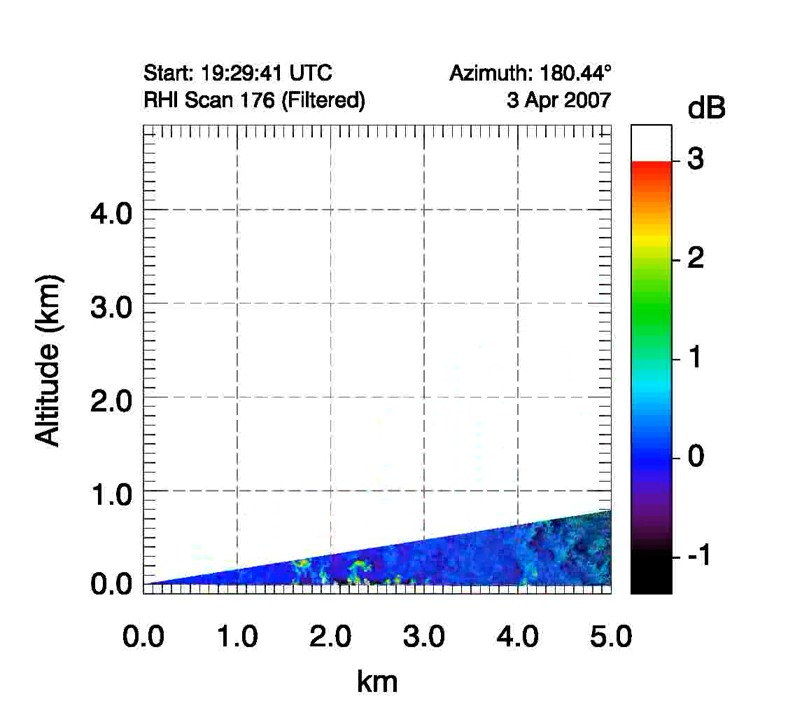 Start: 19:29:41 UTC
Azimuth: 180.44°
RHI Scan 176 (Filtered)
3 Apr 2007
dB
3
2
1
0
-1
Altitude (km)
4.0
3.0
2.0
1.0
0.0
0.0 1.0 2.0 3.0 4.0 5.0
km